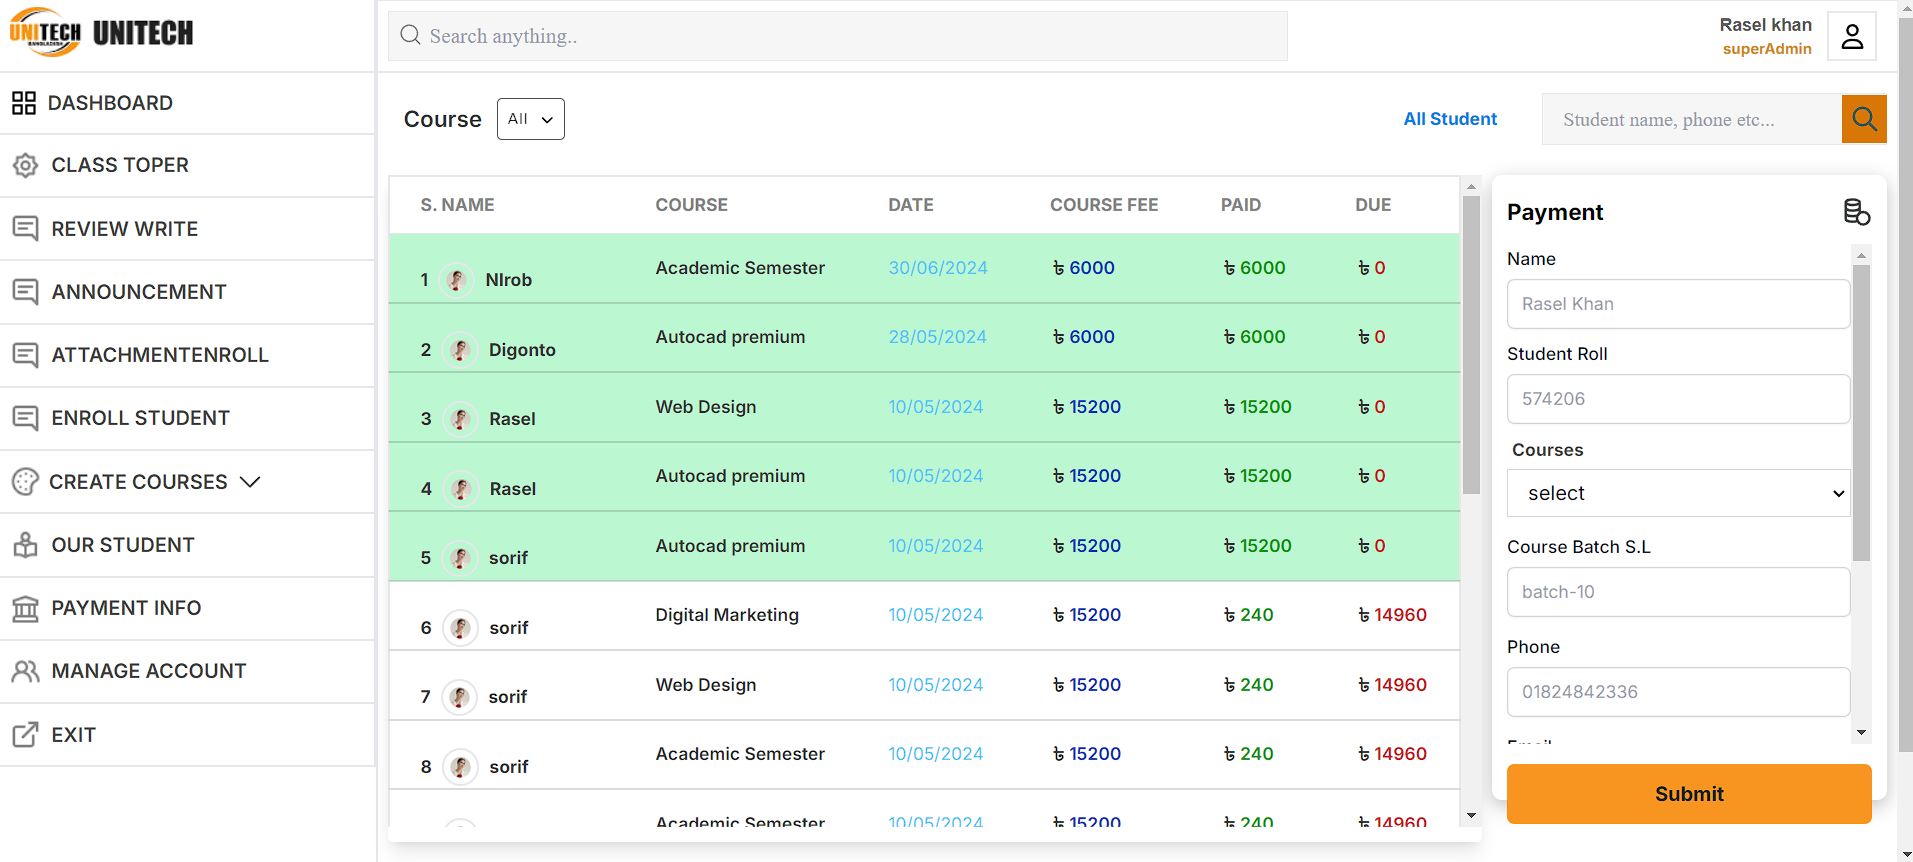 UNITECH BANGLADESH UNITECH
Search anything..
Rasel khan
superAdmin
DASHBOARD
CLASS TOPER
REVIEW WRITE
ANNOUNCEMENT
ATTACHMENTENROLL
ENROLL STUDENT
CREATE COURSES
OUR STUDENT
PAYMENT INFO
MANAGE ACCOUNT
EXIT
Course All
All Student
Student name, phone etc...
S. NAME COURSE DATE COURSE FEE PAID DUE
1 NIrob Academic Semester 30/06/2024 ৳ 6000 ৳ 6000 ৳ 0
2 Digonto Autocad premium 28/05/2024 ৳ 6000 ৳ 6000 ৳ 0
3 Rasel Web Design 10/05/2024 ৳ 15200 ৳ 15200 ৳ 0
4 Rasel Autocad premium 10/05/2024 ৳ 15200 ৳ 15200 ৳ 0
5 sorif Autocad premium 10/05/2024 ৳ 15200 ৳ 15200 ৳ 0
6 sorif Digital Marketing 10/05/2024 ৳ 15200 ৳ 240 ৳ 14960
7 sorif Web Design 10/05/2024 ৳ 15200 ৳ 240 ৳ 14960
8 sorif Academic Semester 10/05/2024 ৳ 15200 ৳ 240 ৳ 14960
Academic Semester 10/05/2024 ৳ 15200 ৳ 240 ৳ 14960
Payment
Name
Rasel Khan
Student Roll
574206
Courses
select
Course Batch S.L
batch-10
Phone
01824842336
Email
Submit